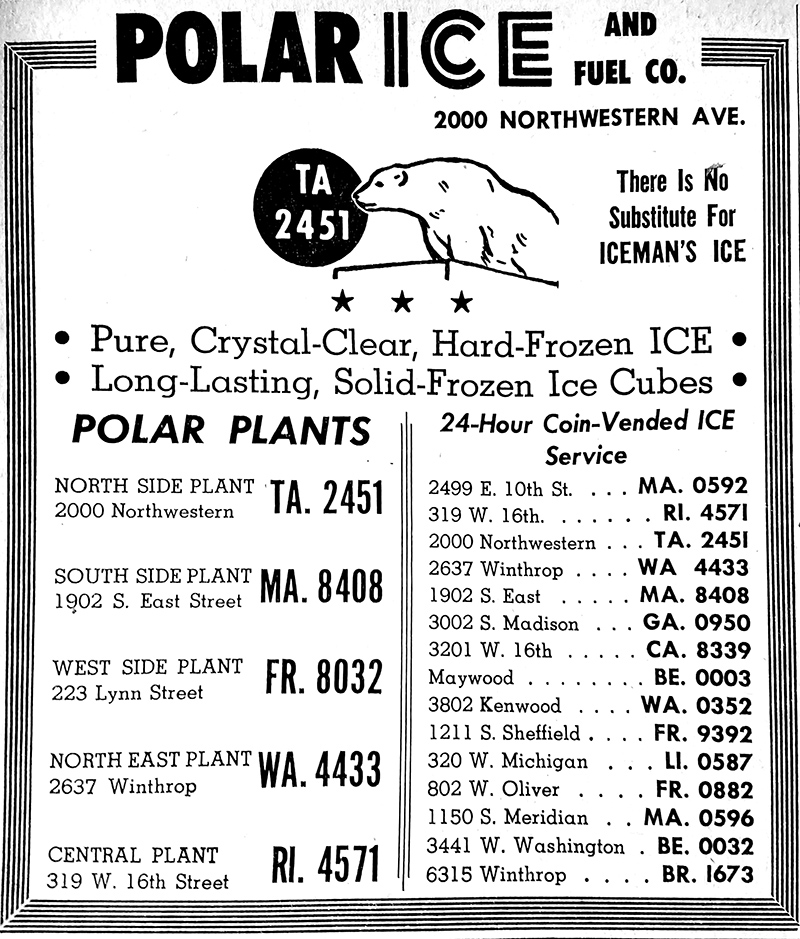 POLAR ICE AND FUEL CO.
2000 NORTHWESTERN AVE.
TA
2451
There Is No
Substitute For
ICEMAN'S ICE
• Pure, Crystal-Clear, Hard-Frozen ICE •
• Long-Lasting, Solid-Frozen Ice Cubes •
POLAR PLANTS
NORTH SIDE PLANT TA. 2451
2000 Northwestern
SOUTH SIDE PLANT MA. 8408
1902 S. East Street
WEST SIDE PLANT FR. 8032
223 Lynn Street
NORTH EAST PLANT WA. 4433
2637 Winthrop
CENTRAL PLANT RI. 4571
319 W. 16th Street
24-Hour Coin-Vended ICE
Service
2499 E. 10th St. . . . MA. 0592
319 W. 16th. . . . . . . RI. 4571
2000 Northwestern . . . TA. 2451
2637 Winthrop . . . . WA 4433
1902 S. East . . . . . MA. 8408
3002 S. Madison . . . GA. 0950
3201 W. 16th . . . . . CA. 8339
Maywood . . . . . . . . BE. 0003
3802 Kenwood . . . . WA. 0352
1211 S. Sheffield . . . . FR. 9392
320 W. Michigan . . . LI. 0587
802 W. Oliver . . . . FR. 0882
1150 S. Meridian . . MA. 0596
3441 W. Washington . BE. 0032
6315 Winthrop . . . . BR. 1673